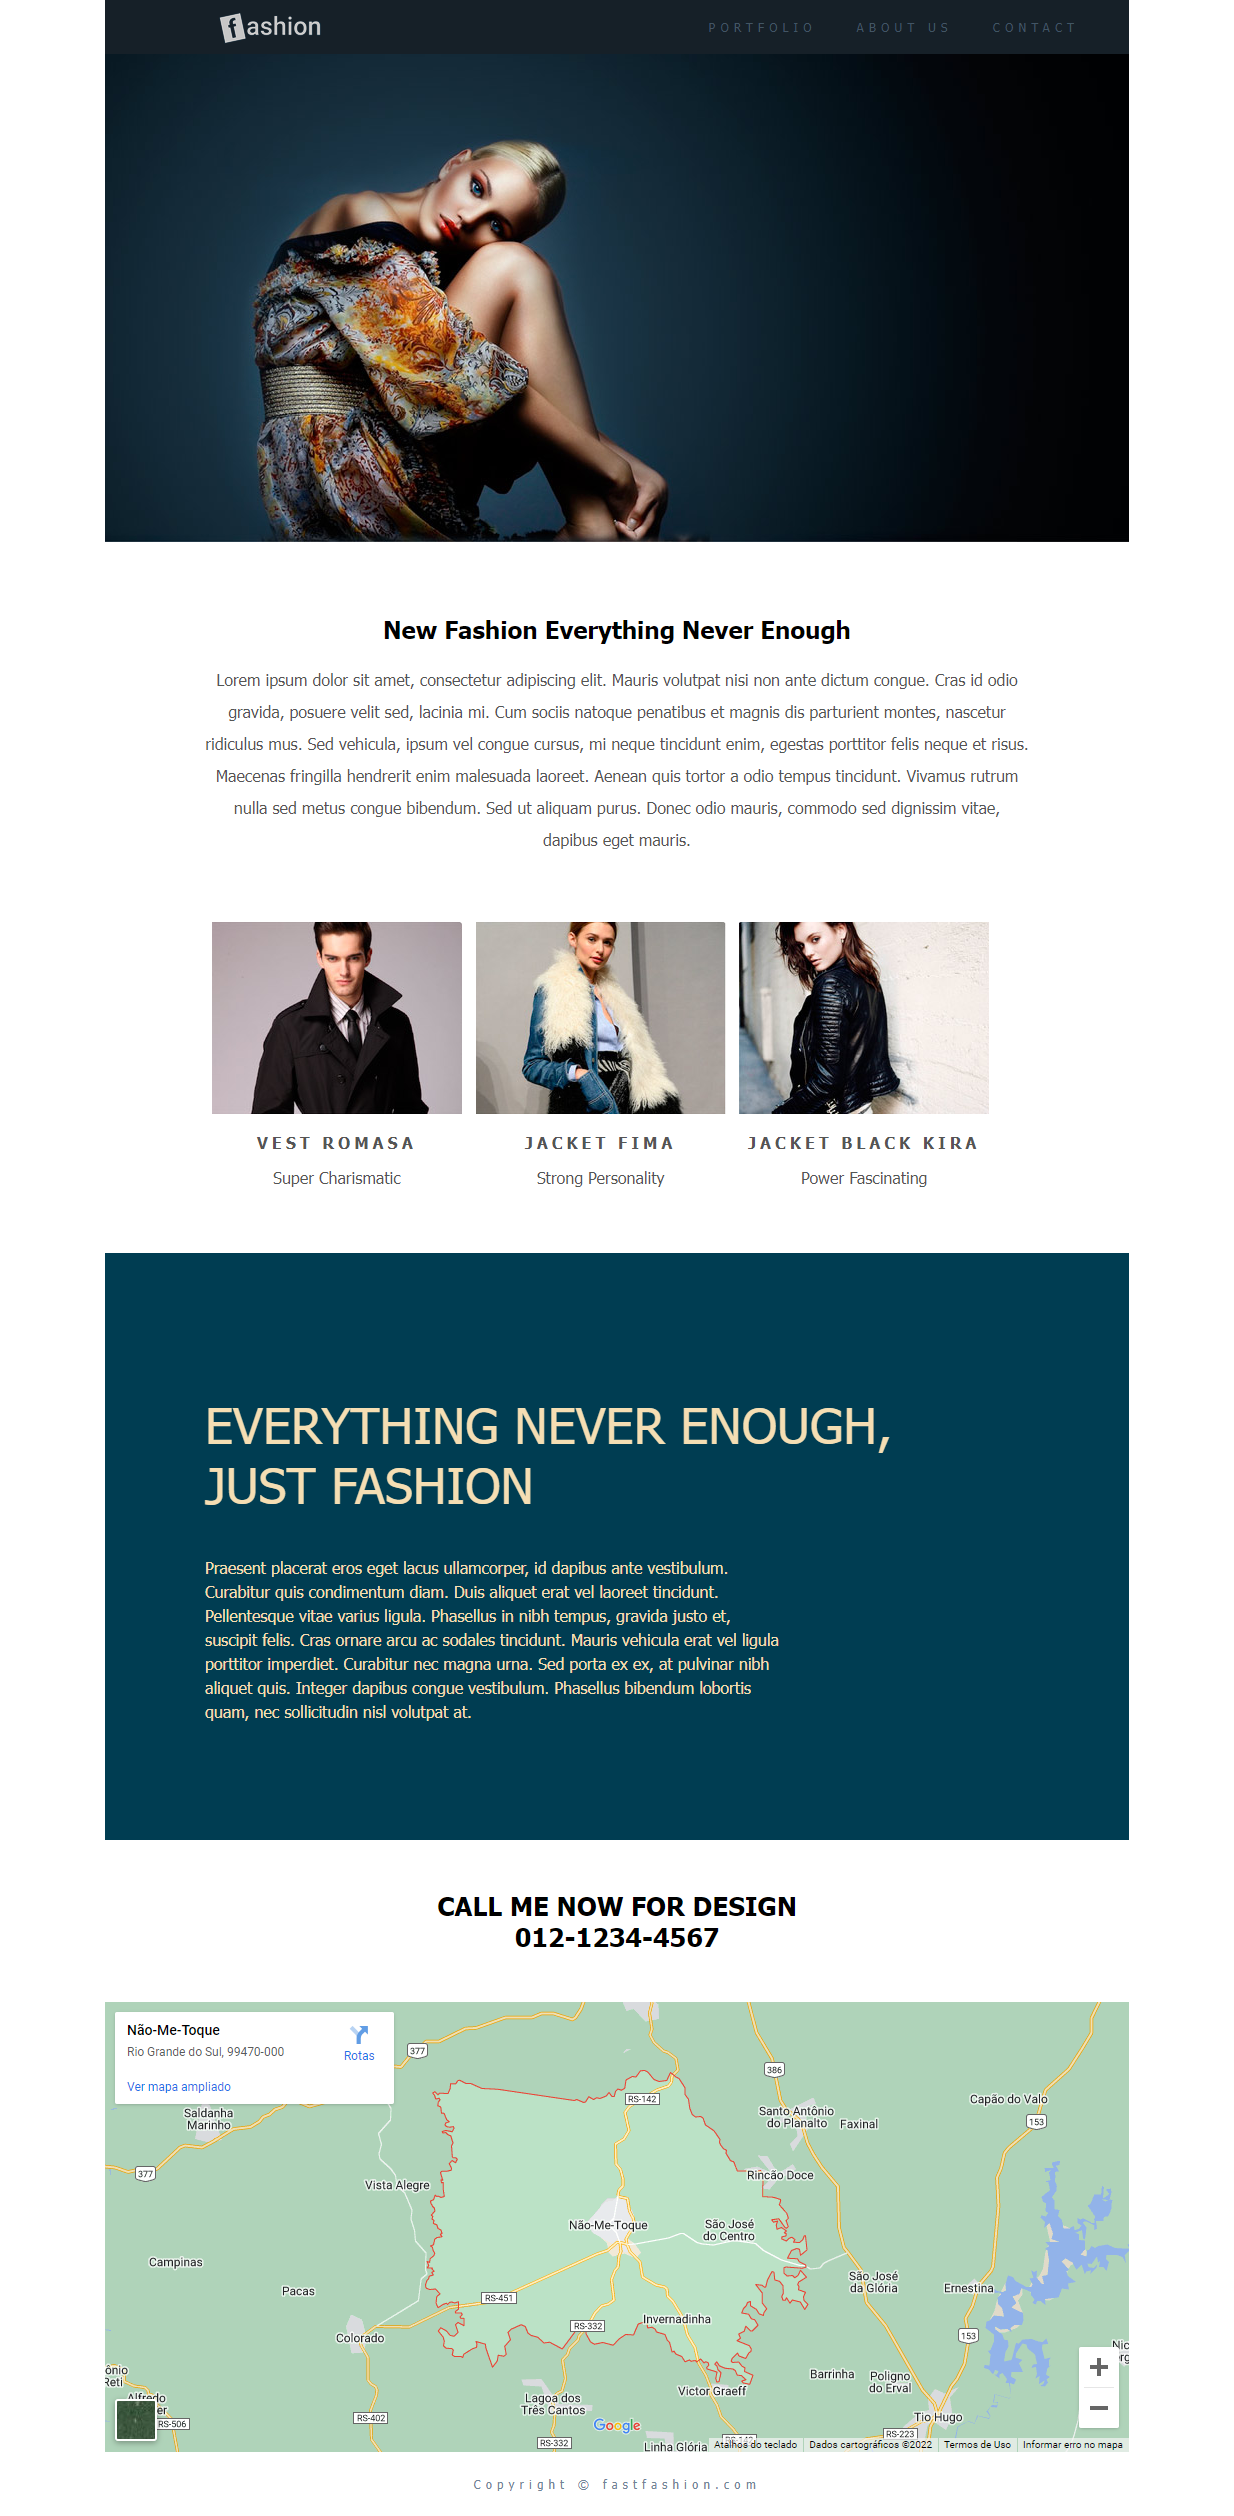 fashion
PORTFOLIO ABOUT US CONTACT
New Fashion Everything Never Enough
Lorem ipsum dolor sit amet, consectetur adipiscing elit. Mauris volutpat nisi non ante dictum congue. Cras id odio
gravida, posuere velit sed, lacinia mi. Cum sociis natoque penatibus et magnis dis parturient montes, nascetur
ridiculus mus. Sed vehicula, ipsum vel congue cursus, mi neque tincidunt enim, egestas porttitor felis neque et risus.
Maecenas fringilla hendrerit enim malesuada laoreet. Aenean quis tortor a odio tempus tincidunt. Vivamus rutrum
nulla sed metus congue bibendum. Sed ut aliquam purus. Donec odio mauris, commodo sed dignissim vitae,
dapibus eget mauris.
VEST ROMASA
Super Charismatic
JACKET FIMA
Strong Personality
JACKET BLACK KIRA
Power Fascinating
EVERYTHING NEVER ENOUGH,
JUST FASHION
Praesent placerat eros eget lacus ullamcorper, id dapibus ante vestibulum.
Curabitur quis condimentum diam. Duis aliquet erat vel laoreet tincidunt.
Pellentesque vitae varius ligula. Phasellus in nibh tempus, gravida justo et,
suscipit felis. Cras ornare arcu ac sodales tincidunt. Mauris vehicula erat vel ligula
porttitor imperdiet. Curabitur nec magna urna. Sed porta ex ex, at pulvinar nibh
aliquet quis. Integer dapibus congue vestibulum. Phasellus bibendum lobortis
quam, nec sollicitudin nisl volutpat at.
CALL ME NOW FOR DESIGN
012-1234-4567
Não-Me-Toque
Rio Grande do Sul, 99470-000
Rotas
Ver mapa ampliado
377
386
RS-142
Capão do Valo
Saldanha
Marinho
Santo Antônio
do Planalto
Faxinal
153
377
Vista Alegre
Rincão Doce
Não-Me-Toque
São José
do Centro
Campinas
Pacas
São José
da Glória
Ernestina
RS-451
RS-332
Invernadinha
Colorado
153
Barrinha
Poligno
do Erval
Victor Graeff
Alfredo
Lagoa dos
Três Cantos
RS-506
RS-402
Tio Hugo
Google
RS-223
RS-332
Linha Glória
Atalhos do teclado
Dados cartográficos ©2022
Termos de Uso
Informar erro no mapa
Copyright © fastfashion.com